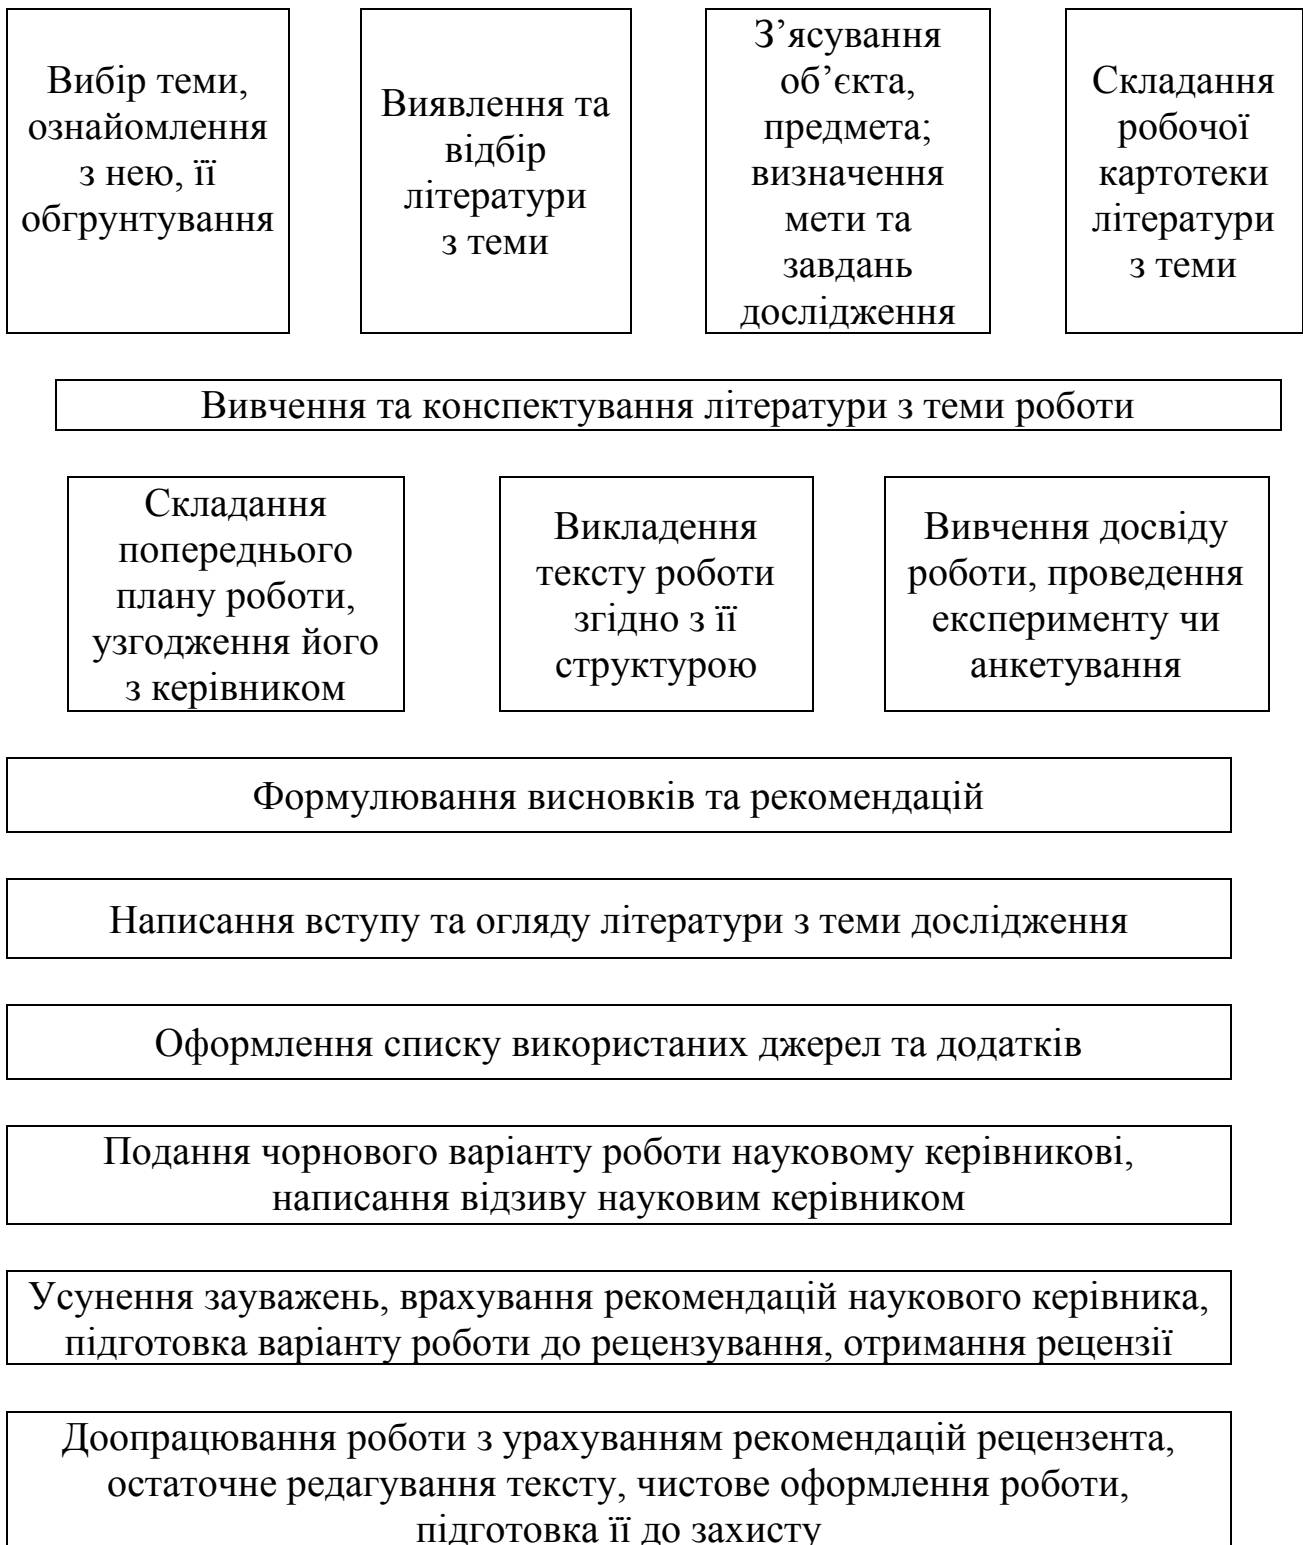 Вибір теми,
ознайомлення
з нею, її
обгрунтування
Виявлення та
відбір
літератури
з теми
З’ясування
об’єкта,
предмета;
визначення
мети та
завдань
дослідження
Складання
робочої
картотеки
літератури
з теми
Вивчення та конспектування літератури з теми роботи
Складання
попереднього
плану роботи,
узгодження його
з керівником
Викладення
тексту роботи
згідно з її
структурою
Вивчення досвіду
роботи, проведення
експерименту чи
анкетування
Формулювання висновків та рекомендацій
Написання вступу та огляду літератури з теми дослідження
Оформлення списку використаних джерел та додатків
Подання чорнового варіанту роботи науковому керівникові,
написання відзиву науковим керівником
Усунення зауважень, врахування рекомендацій наукового керівника,
підготовка варіанту роботи до рецензування, отримання рецензії
Доопрацювання роботи з урахуванням рекомендацій рецензента,
остаточне редагування тексту, чистове оформлення роботи,
підготовка її до захисту